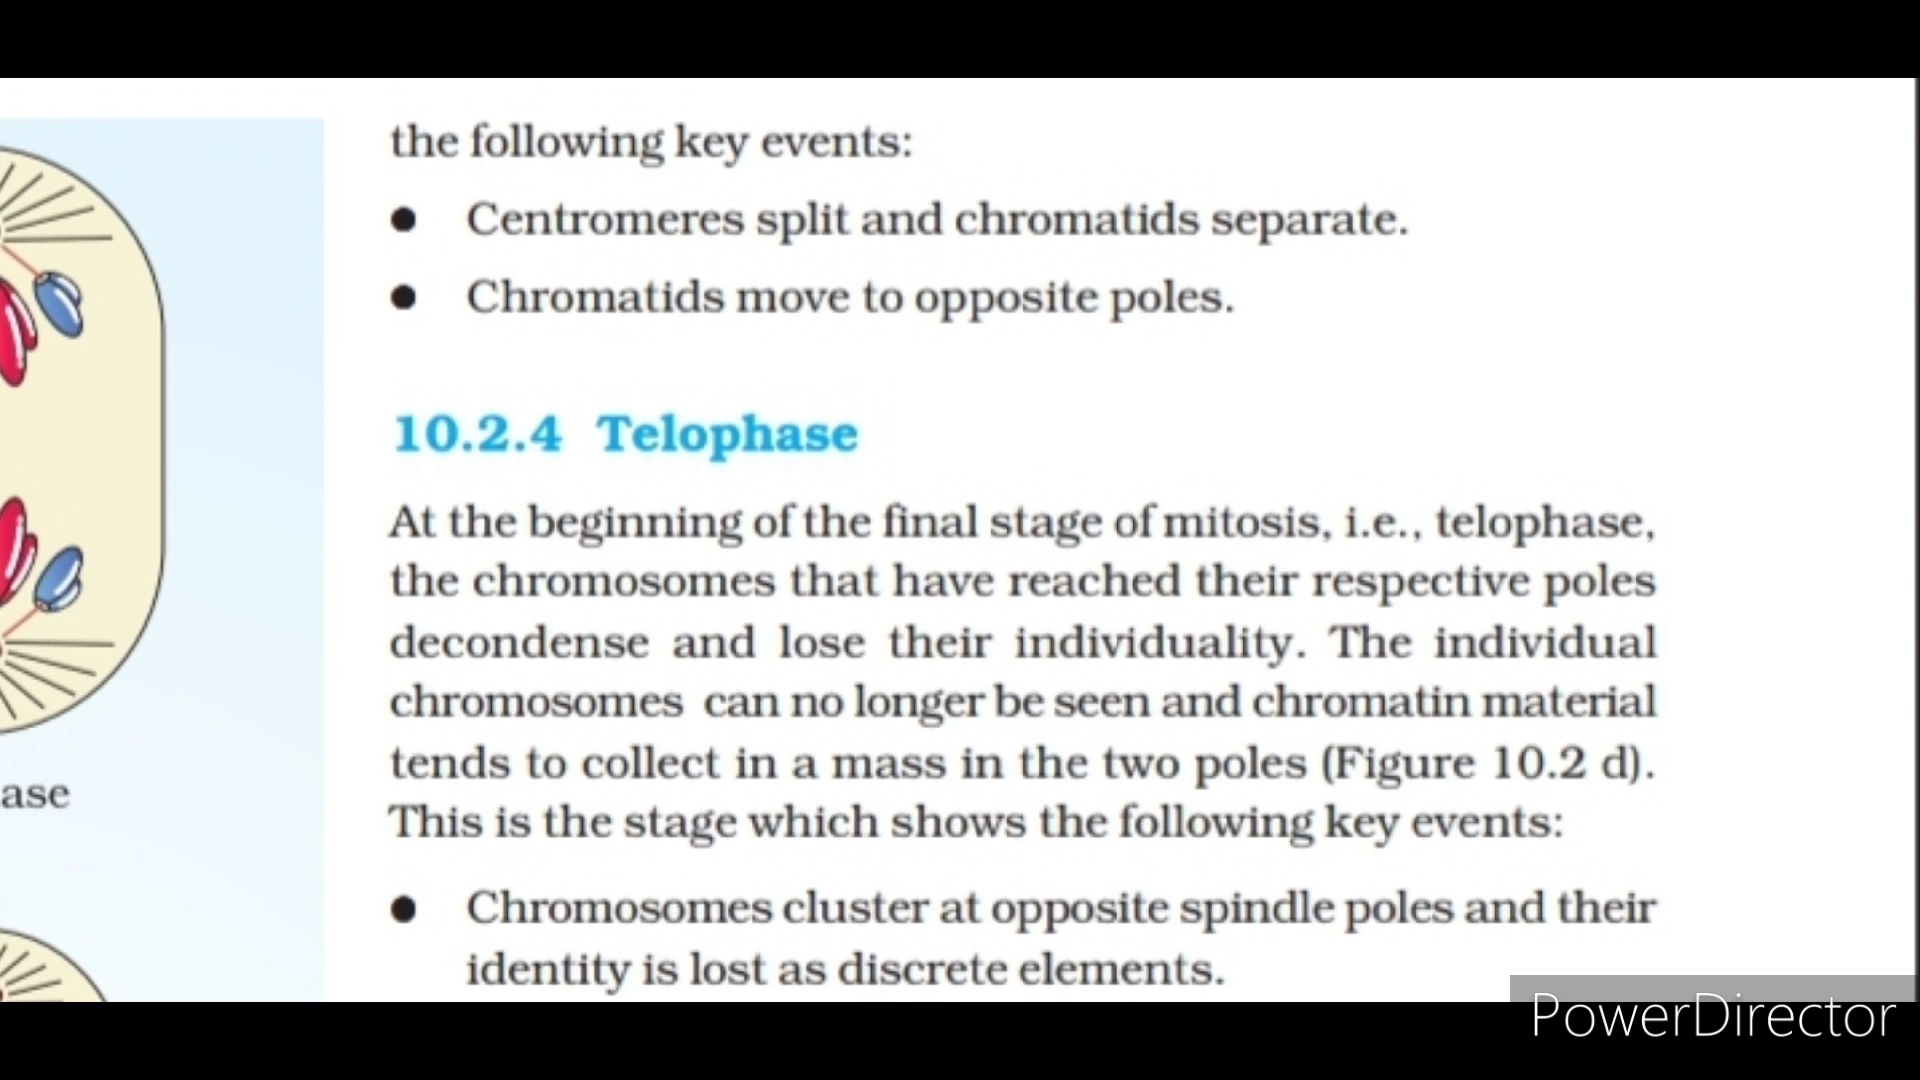 the following key events:
● Centromeres split and chromatids separate.
● Chromatids move to opposite poles.
10.2.4 Telophase
At the beginning of the final stage of mitosis, i.e., telophase,
the chromosomes that have reached their respective poles
decondense and lose their individuality. The individual
chromosomes can no longer be seen and chromatin material
tends to collect in a mass in the two poles (Figure 10.2 d).
This is the stage which shows the following key events:
● Chromosomes cluster at opposite spindle poles and their
identity is lost as discrete elements.
ase
PowerDirector